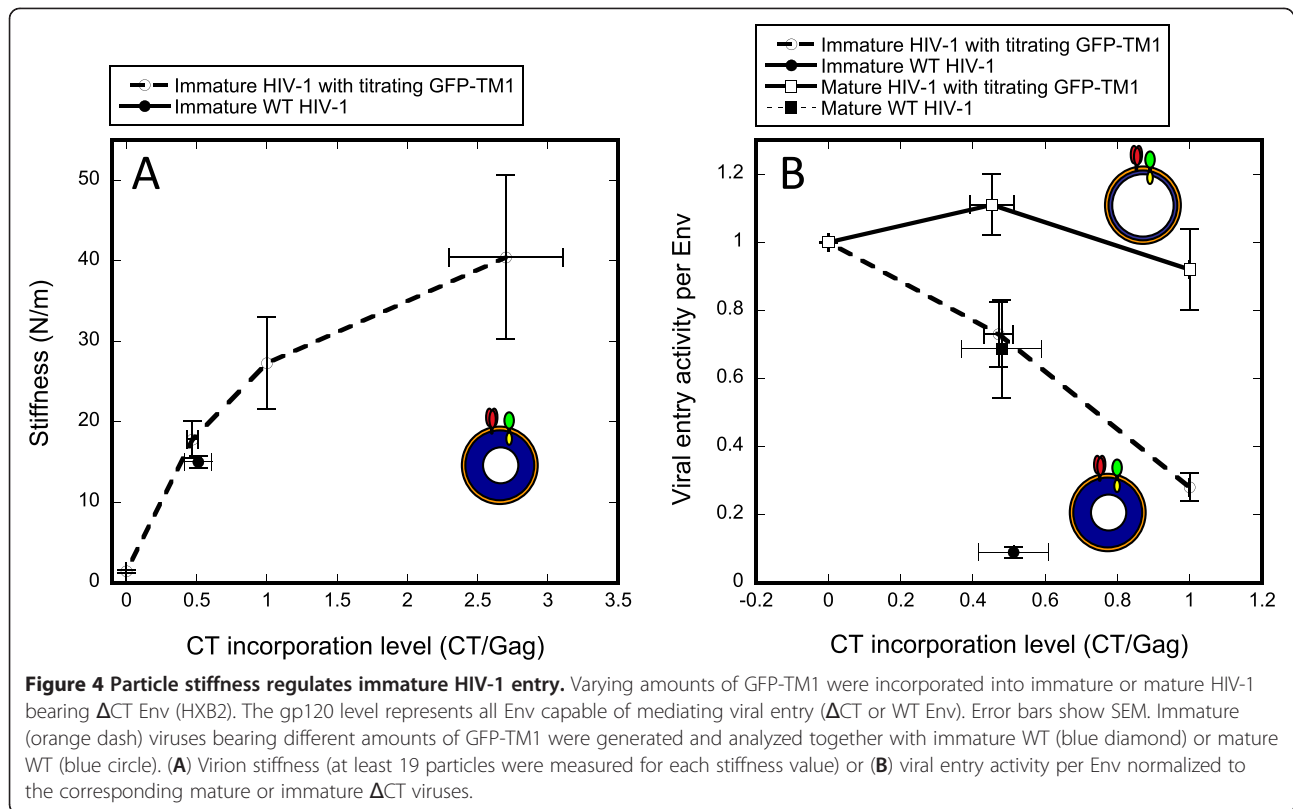 Immature HIV-1 with titrating GFP-TM1
Immature WT HIV-1
A
50
40
30
20
10
0
Stiffness (N/m)
0 0.5 1 1.5 2 2.5 3 3.5
CT incorporation level (CT/Gag)
Immature HIV-1 with titrating GFP-TM1
Immature WT HIV-1
Mature HIV-1 with titrating GFP-TM1
Mature WT HIV-1
B
1.2
1
0.8
0.6
0.4
0.2
0
Viral entry activity per Env
-0.2 0 0.2 0.4 0.6 0.8 1 1.2
CT incorporation level (CT/Gag)
Figure 4 Particle stiffness regulates immature HIV-1 entry. Varying amounts of GFP-TM1 were incorporated into immature or mature HIV-1
bearing ΔCT Env (HXB2). The gp120 level represents all Env capable of mediating viral entry (ΔCT or WT Env). Error bars show SEM. Immature
(orange dash) viruses bearing different amounts of GFP-TM1 were generated and analyzed together with immature WT (blue diamond) or mature
WT (blue circle). (A) Virion stiffness (at least 19 particles were measured for each stiffness value) or (B) viral entry activity per Env normalized to
the corresponding mature or immature ΔCT viruses.